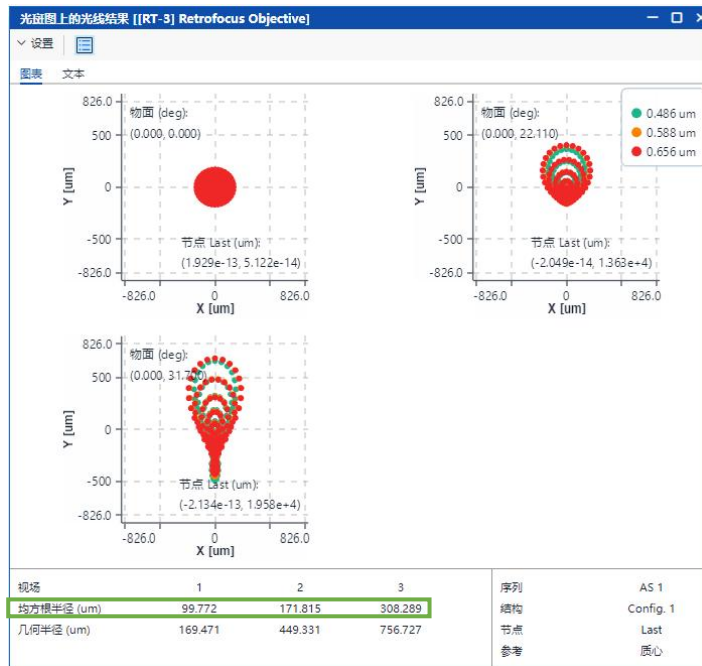 光斑图上的光线结果 [[RT-3] Retrofocus Objective]
设置
图表 文本
826.0
500
0
-500
-826.0
Y [um]
物面 (deg):
(0.000, 0.000)
节点 Last (um):
(1.929e-13, 5.122e-14)
-826.0 0 826.0
X [um]
826.0
500
0
-500
-826.0
Y [um]
物面 (deg):
(0.000, 22.110)
节点 Last (um):
(-2.049e-14, 1.363e+4)
-826.0 0 826.0
X [um]
0.486 um
0.588 um
0.656 um
826.0
500
0
-500
-826.0
Y [um]
物面 (deg):
(0.000, 31.700)
节点 Last (um):
(-2.134e-13, 1.958e+4)
-826.0 0 826.0
X [um]
视场 1 2 3
均方根半径 (um) 99.772 171.815 308.289
几何半径 (um) 169.471 449.331 756.727
序列 AS 1
结构 Config. 1
节点 Last
参考 质心